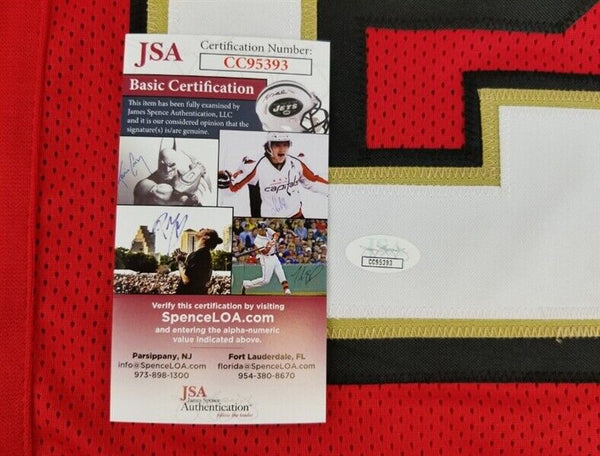 JSA
Certification Number:
CC95393
Basic Certification
This item has been fully examined by
James Spence Authentication, LLC
and it is our considered opinion that the
signature(s) is/are genuine.
JETS
capitals
CC95393
Verify this certification by visiting
SpenceLOA.com
and entering the alpha-numeric
value indicated above.
Parsippany, NJ
info@SpenceLOA.com
973-898-1300
Fort Lauderdale, FL
florida@SpenceLOA.com
954-380-8670
JSA
James Spence
Authentication